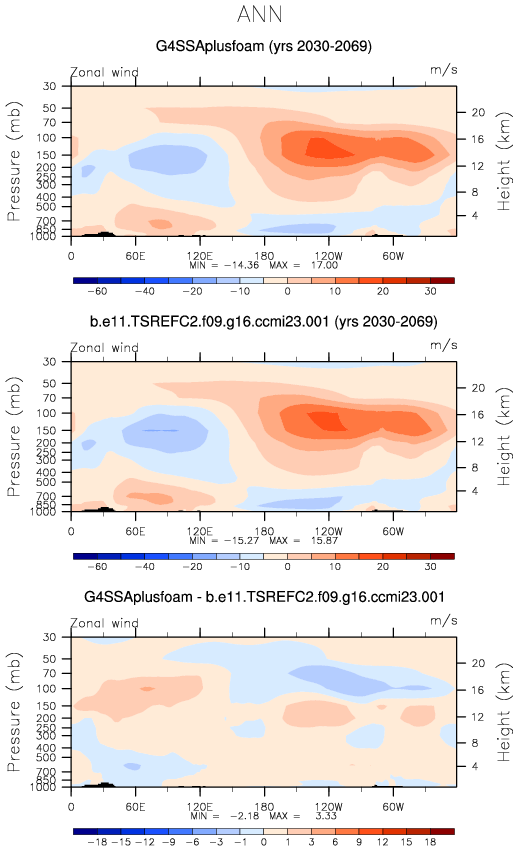 ANN
G4SSAplusfoam (yrs 2030-2069)
Zonal wind m/s
Pressure (mb)
30
50
70
100
150
200
250
300
400
500
700
850
1000
Height (km)
20
16
12
8
4
0 60E 120E 180 120W 60W
MIN = -14.36 MAX = 17.00
-60 -40 -20 -10 0 10 20 30
b.e11.TSREFC2.f09.g16.ccmi23.001 (yrs 2030-2069)
Zonal wind m/s
Pressure (mb)
30
50
70
100
150
200
250
300
400
500
700
850
1000
Height (km)
20
16
12
8
4
0 60E 120E 180 120W 60W
MIN = -15.27 MAX = 15.87
-60 -40 -20 -10 0 10 20 30
G4SSAplusfoam - b.e11.TSREFC2.f09.g16.ccmi23.001
Zonal wind m/s
Pressure (mb)
30
50
70
100
150
200
250
300
400
500
700
850
1000
Height (km)
20
16
12
8
4
0 60E 120E 180 120W 60W
MIN = -2.18 MAX = 3.33
-18 -15 -12 -9 -6 -3 -1 0 1 3 6 9 12 15 18